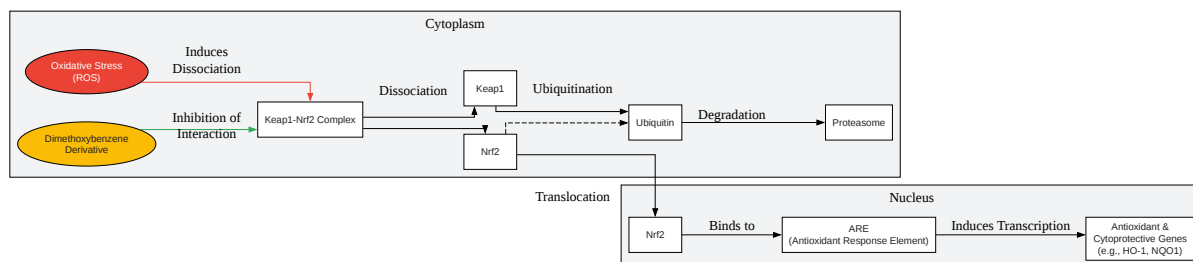 Cytoplasm
Oxidative Stress
(ROS)
Induces
Dissociation
Dimethoxybenzene
Derivative
Inhibition of
Interaction
Keap1-Nrf2 Complex
Dissociation
Keap1
Nrf2
Ubiquitination
Ubiquitin
Degradation
Proteasome
Translocation
Nucleus
Nrf2
Binds to
ARE
(Antioxidant Response Element)
Induces Transcription
Antioxidant &
Cytoprotective Genes
(e.g., HO-1, NQO1)